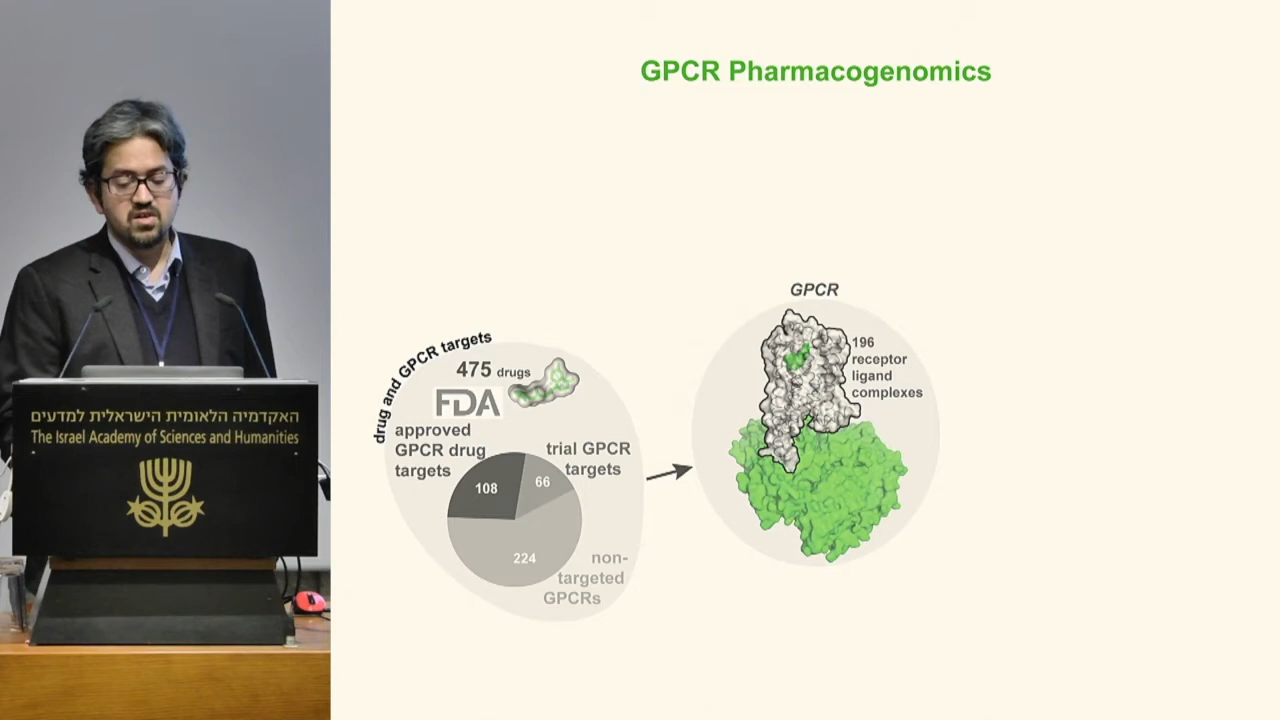 GPCR Pharmacogenomics
GPCR
drug and GPCR targets
475 drugs
FDA
approved
GPCR drug
targets
trial GPCR
targets
108
66
224
non-
targeted
GPCRs
196
receptor
ligand
complexes
האקדמיה הלאומית הישראלית למדעים
The Israel Academy of Sciences and Humanities